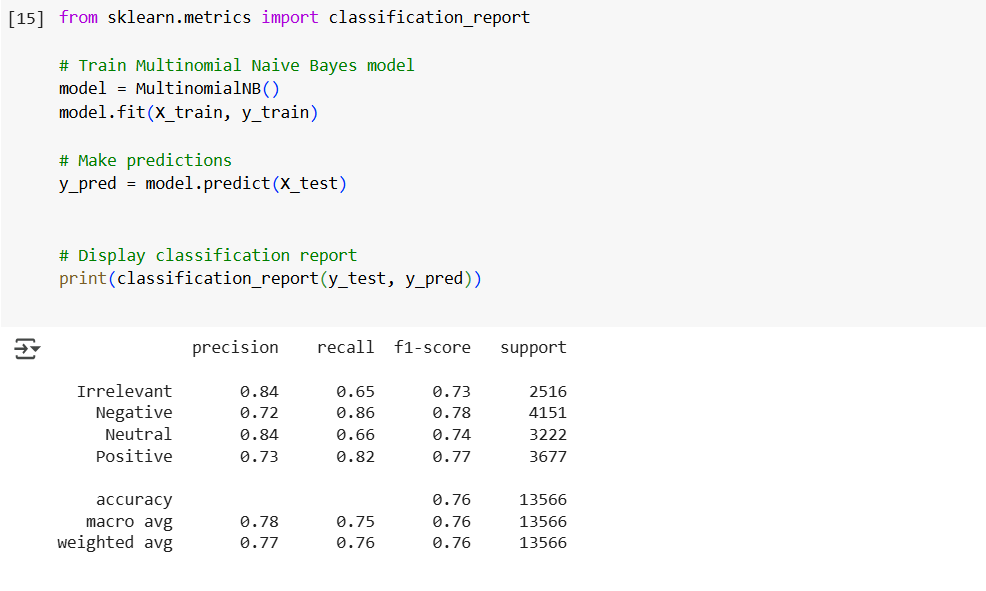 [15] from sklearn.metrics import classification_report
# Train Multinomial Naive Bayes model
model = MultinomialNB()
model.fit(X_train, y_train)
# Make predictions
y_pred = model.predict(X_test)
# Display classification report
print(classification_report(y_test, y_pred))
precision recall f1-score support
Irrelevant 0.84 0.65 0.73 2516
Negative 0.72 0.86 0.78 4151
Neutral 0.84 0.66 0.74 3222
Positive 0.73 0.82 0.77 3677
accuracy 0.76 13566
macro avg 0.78 0.75 0.76 13566
weighted avg 0.77 0.76 0.76 13566